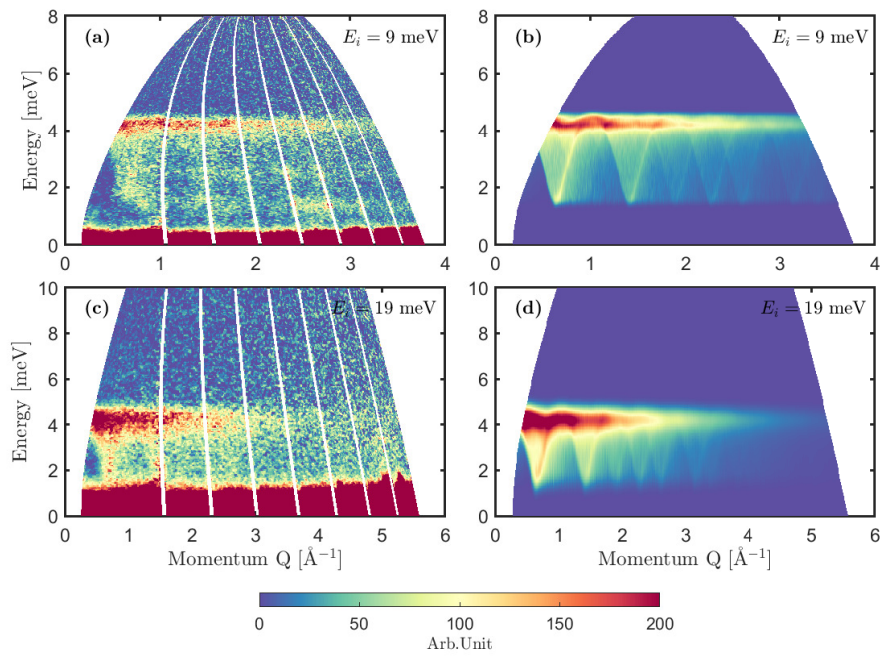 (a) E_i = 9 meV
(b) E_i = 9 meV
Energy [meV]
8
6
4
2
0
0 1 2 3 4
8
6
4
2
0
0 1 2 3 4
(c) E_i = 19 meV
(d) E_i = 19 meV
Energy [meV]
10
8
6
4
2
0
0 1 2 3 4 5 6
Momentum Q [Å⁻¹]
10
8
6
4
2
0
0 1 2 3 4 5 6
Momentum Q [Å⁻¹]
0 50 100 150 200
Arb.Unit